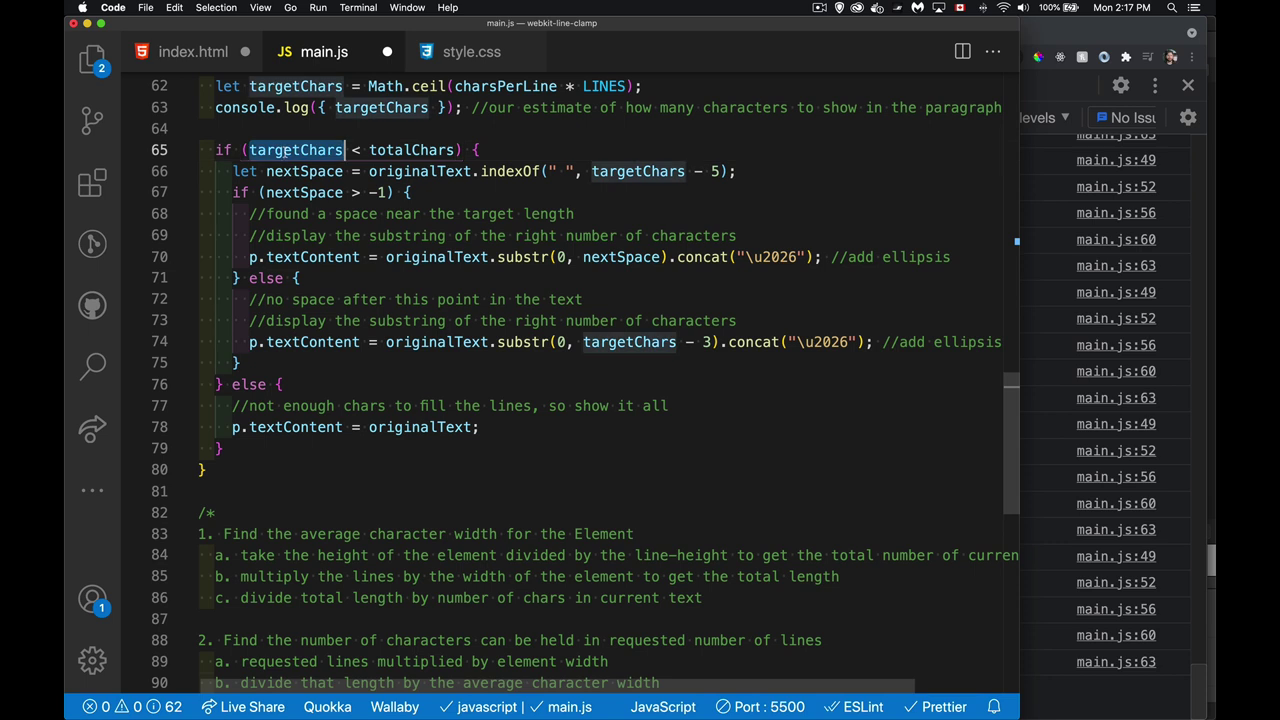 Code File Edit Selection View Go Run Terminal Window Help 100% Mon 2:17 PM
main.js — webkit-line-clamp
index.html JS main.js style.css
62 let targetChars = Math.ceil(charsPerLine * LINES);
63 console.log({ targetChars }); //our estimate of how many characters to show in the paragraph
64
65 if (targetChars < totalChars) {
66 let nextSpace = originalText.indexOf(" ", targetChars - 5);
67 if (nextSpace > -1) {
68 //found a space near the target length
69 //display the substring of the right number of characters
70 p.textContent = originalText.substr(0, nextSpace).concat("\u2026"); //add ellipsis
71 } else {
72 //no space after this point in the text
73 //display the substring of the right number of characters
74 p.textContent = originalText.substr(0, targetChars - 3).concat("\u2026"); //add ellipsis
75 }
76 } else {
77 //not enough chars to fill the lines, so show it all
78 p.textContent = originalText;
79 }
80 }
81
82 /*
83 1. Find the average character width for the Element
84 a. take the height of the element divided by the line-height to get the total number of curren
85 b. multiply the lines by the width of the element to get the total length
86 c. divide total length by number of chars in current text
87
88 2. Find the number of characters can be held in requested number of lines
89 a. requested lines multiplied by element width
90 b. divide that length by the average character width
2
1
levels No Issu
main.js:63
main.js:49
main.js:52
main.js:56
main.js:60
main.js:63
main.js:49
main.js:52
main.js:56
main.js:60
main.js:63
main.js:49
main.js:52
main.js:56
main.js:60
main.js:63
main.js:49
main.js:52
main.js:56
main.js:60
main.js:63
0 0 62 Live Share Quokka Wallaby javascript | main.js JavaScript Port : 5500 ESLint Prettier